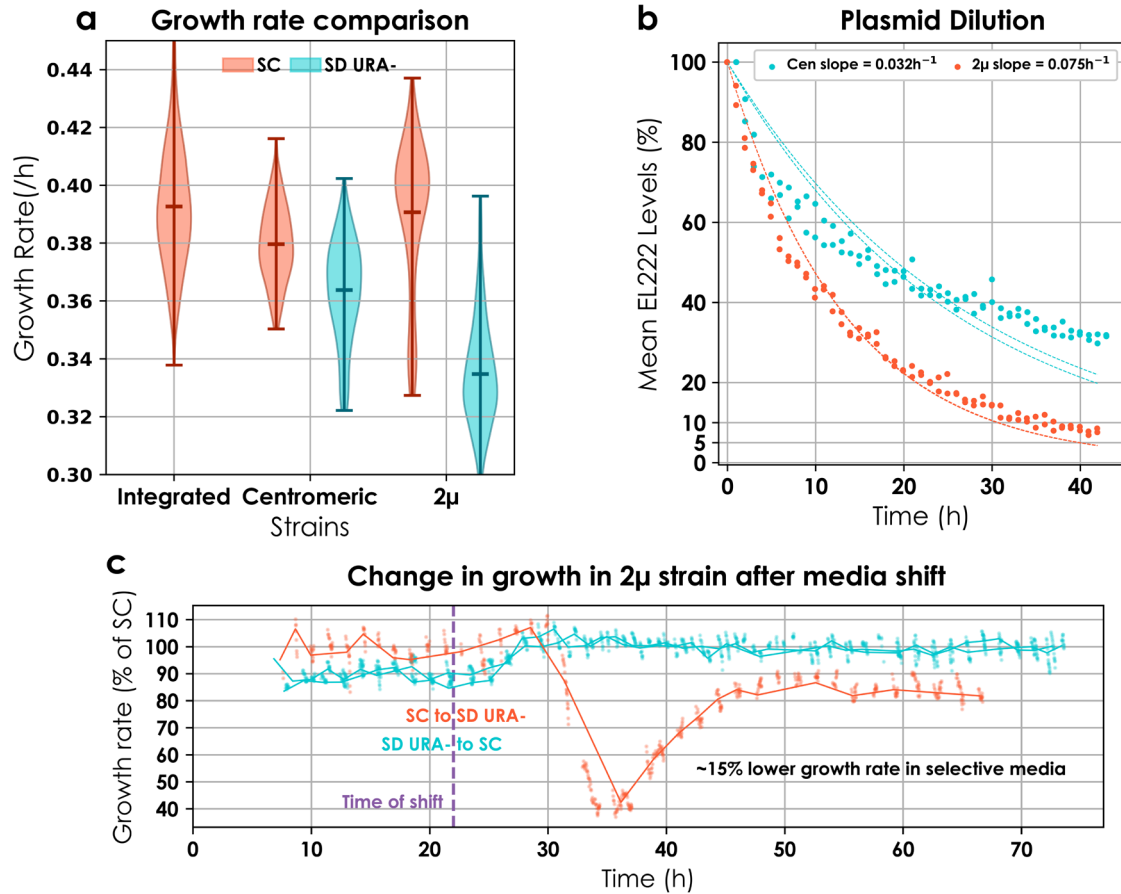 a
Growth rate comparison
SC
SD URA-
0.44
0.42
0.40
0.38
0.36
0.34
0.32
0.30
Growth Rate(/h)
Integrated
Centromeric
2μ
Strains
b
Plasmid Dilution
Cen slope = 0.032h⁻¹
2μ slope = 0.075h⁻¹
100
80
60
40
20
10
5
0
Mean EL222 Levels (%)
0 10 20 30 40
Time (h)
c
Change in growth in 2μ strain after media shift
110
100
90
80
70
60
50
40
Growth rate (% of SC)
SC to SD URA-
SD URA- to SC
~15% lower growth rate in selective media
Time of shift
0 10 20 30 40 50 60 70
Time (h)